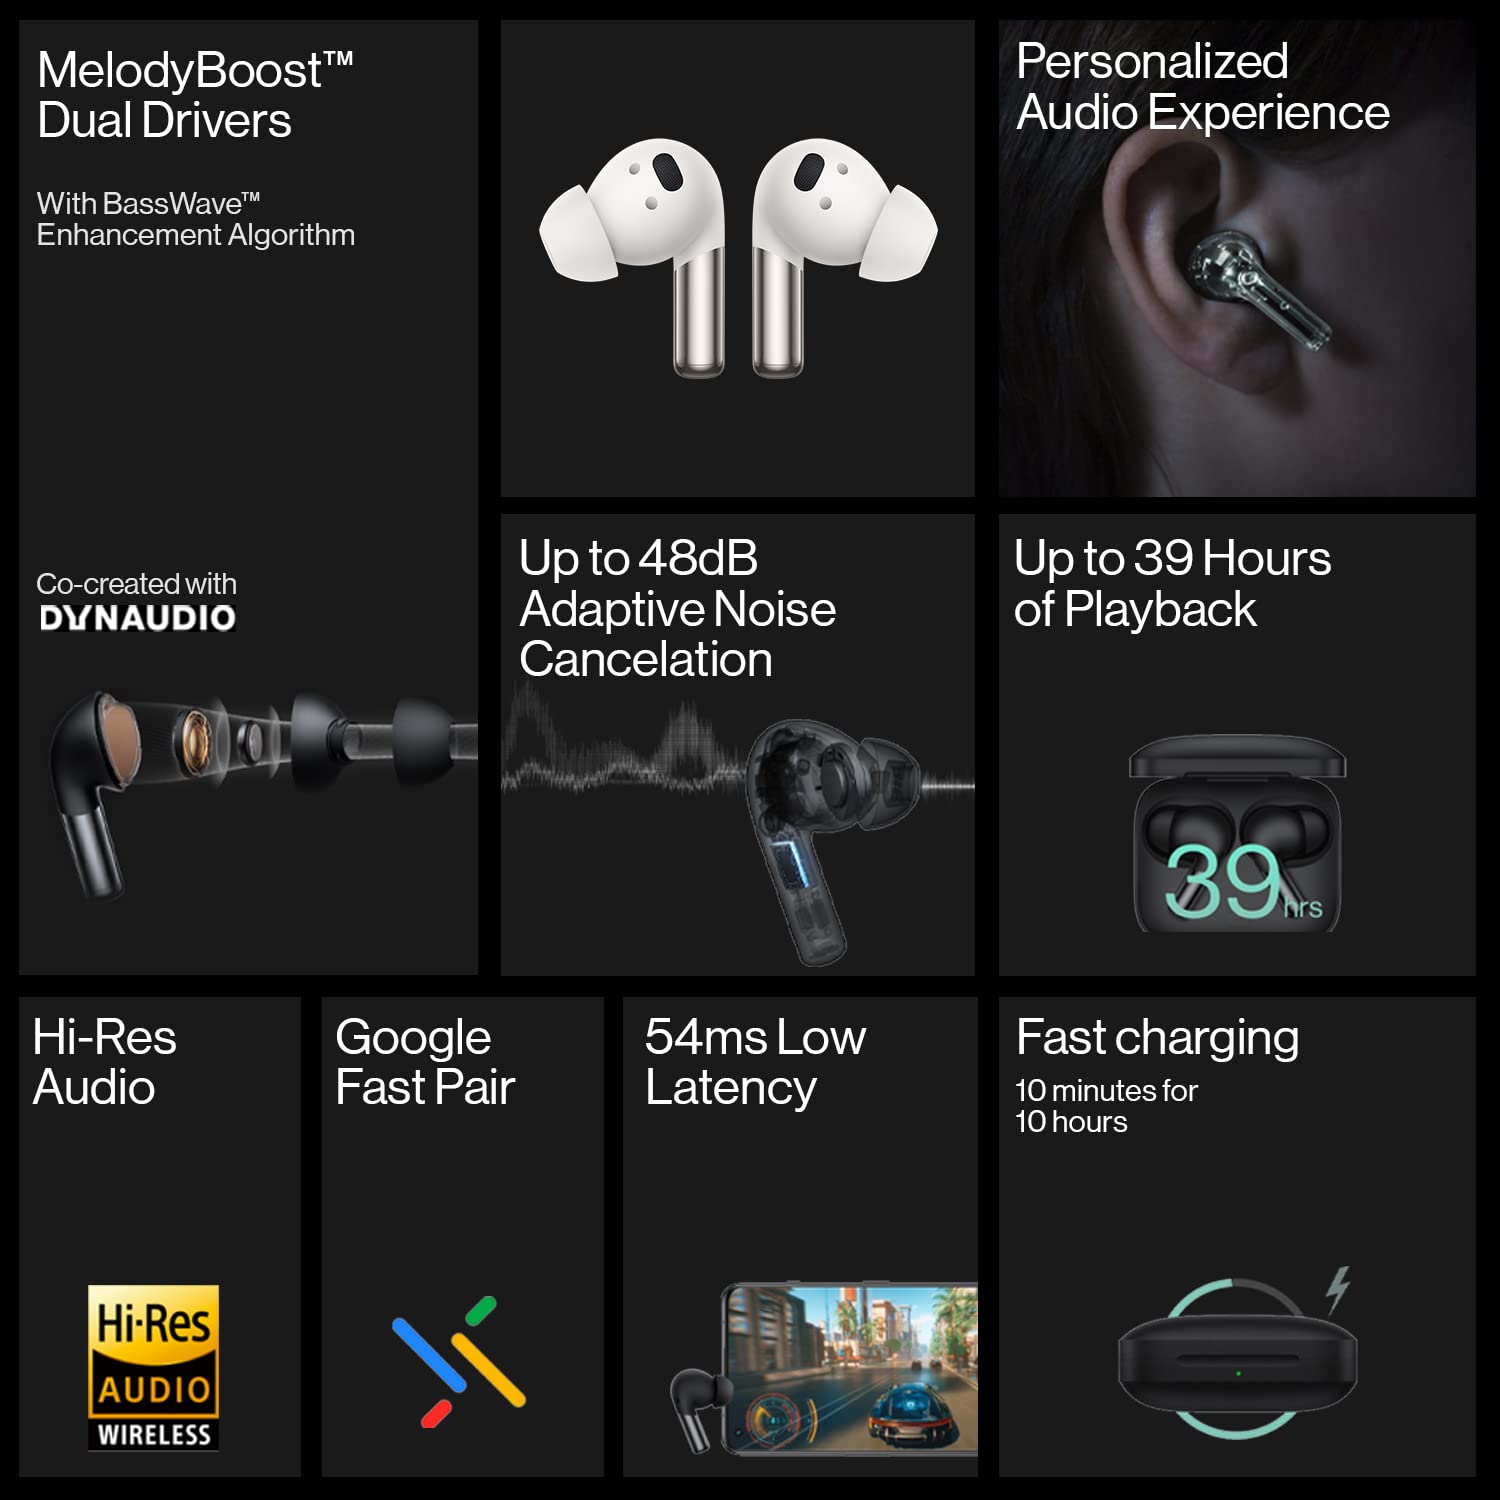 MelodyBoost™
Dual Drivers
With BassWave™
Enhancement Algorithm
Co-created with
DYNAUDIO
Personalized
Audio Experience
Up to 48dB
Adaptive Noise
Cancelation
Up to 39 Hours
of Playback
39hrs
Hi-Res
Audio
Hi-Res
AUDIO
WIRELESS
Google
Fast Pair
54ms Low
Latency
Fast charging
10 minutes for
10 hours